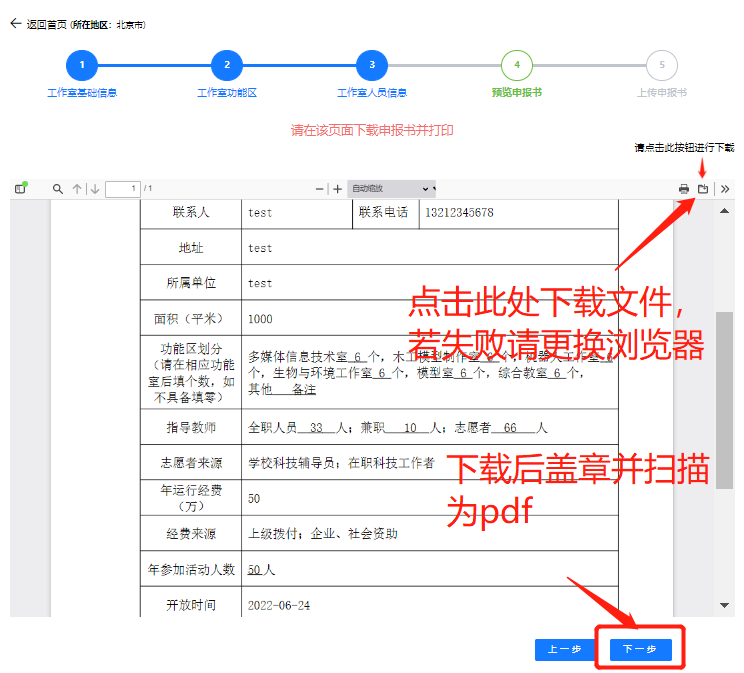 返回首页 (所在地区：北京市)
1 2 3 4 5
工作室基础信息 工作室功能区 工作室人员信息 预览申报书 上传申报书
请在该页面下载申报书并打印
请点击此按钮进行下载
1 / 1 自动缩放
联系人 test 联系电话 13212345678
地址 test
所属单位 test
点击此处下载文件，
面积（平米） 1000
若失败请更换浏览器
功能区划分
（请在相应功能
室后填个数，如
不具备填零）
多媒体信息技术室 6 个，木工模型制作室 个，机器人工作室 6
个，生物与环境工作室 6 个，模型室 6 个，综合教室 6 个，
其他 备注
指导教师 全职人员 33 人；兼职 10 人；志愿者 66 人
志愿者来源 学校科技辅导员；在职科技工作者
下载后盖章并扫描
为pdf
年运行经费
（万）
50
经费来源 上级拨付；企业、社会资助
年参加活动人数 50人
开放时间 2022-06-24
上一步 下一步